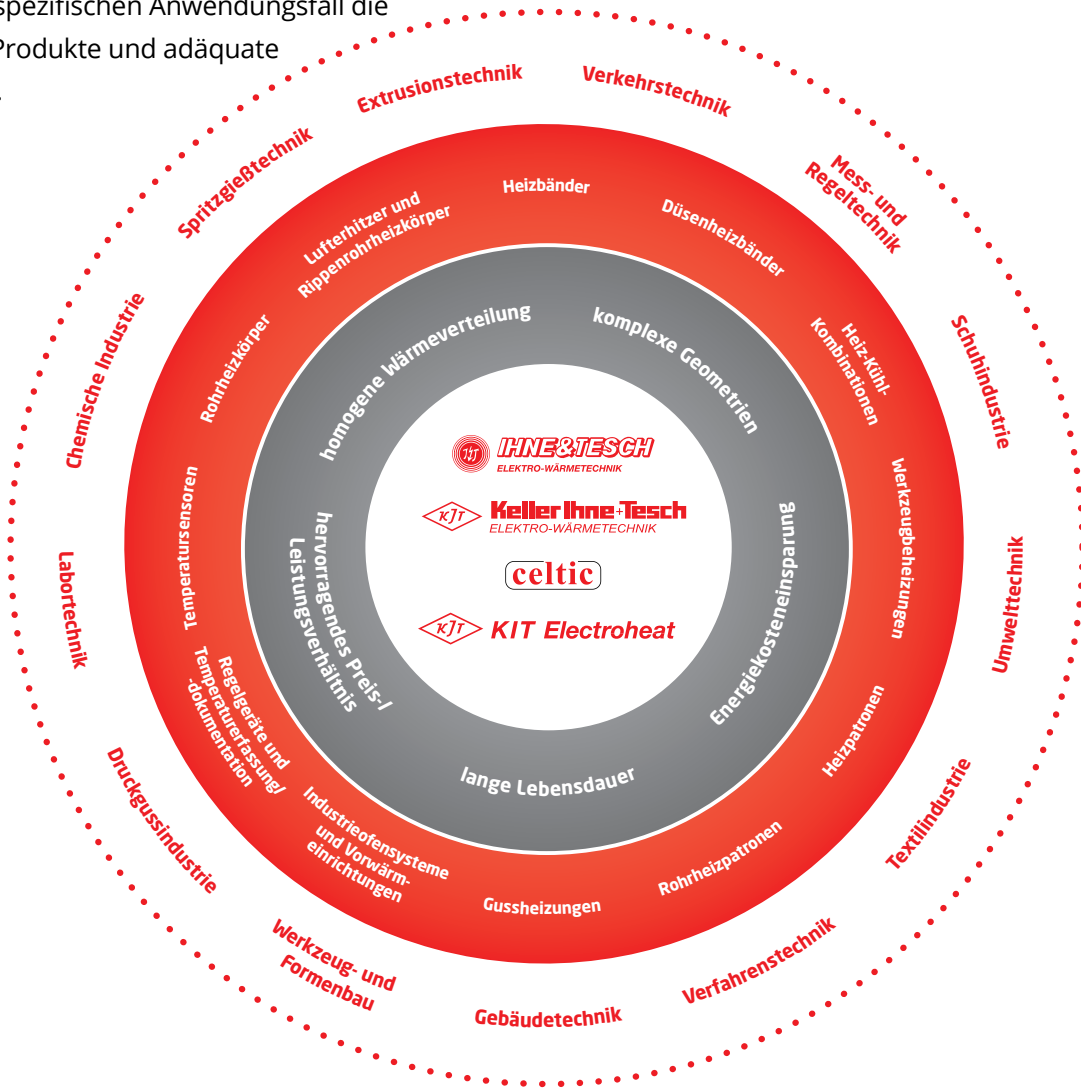 spezifischen Anwendungsfall die
Produkte und adäquate
.
Extrusionstechnik
Verkehrstechnik
Mess- und
Regeltechnik
Schuhindustrie
Umwelttechnik
Textilindustrie
Verfahrenstechnik
Gebäudetechnik
Werkzeug- und
Formenbau
Druckgussindustrie
Labortechnik
Chemische Industrie
Spritzgießtechnik
Heizbänder
Düsenheizbänder
Heiz-Kühl-
Kombinationen
Werkzeugbeheizungen
Heizpatronen
Rohrheizpatronen
Gussheizungen
Industrieofensysteme
und Vorwärm-
einrichtungen
Regelgeräte und
Temperaturerfassung/
-dokumentation
Temperatursensoren
Rohrheizkörper
Lufterhitzer und
Rippenrohrheizkörper
homogene Wärmeverteilung
komplexe Geometrien
Energiekosteneinsparung
lange Lebensdauer
hervorragendes Preis-/
Leistungsverhältnis
IHNE&TESCH
ELEKTRO-WÄRMETECHNIK
KJT Keller Ihne+Tesch
ELEKTRO-WÄRMETECHNIK
celtic
KJT KIT Electroheat